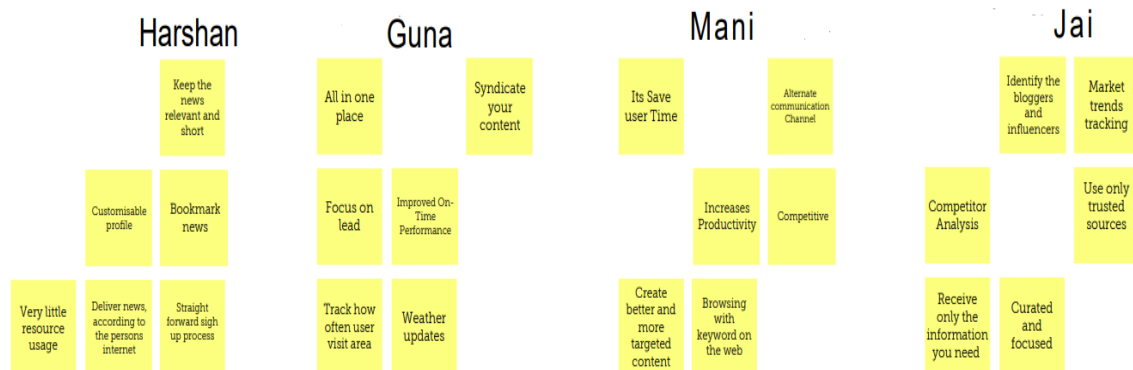 Harshan
Keep the
news
relevant and
short
Customisable
profile
Bookmark
news
Very little
resource
usage
Deliver news,
according to
the persons
internet
Straight
forward sigh
up process
Guna
All in one
place
Syndicate
your
content
Focus on
lead
Improved On-
Time
Performance
Track how
often user
visit area
Weather
updates
Mani
Its Save
user Time
Alternate
communication
Channel
Increases
Productivity
Competitive
Create
better and
more
targeted
content
Browsing
with
keyword on
the web
Jai
Identify the
bloggers
and
influencers
Market
trends
tracking
Competitor
Analysis
Use only
trusted
sources
Receive
only the
information
you need
Curated
and
focused